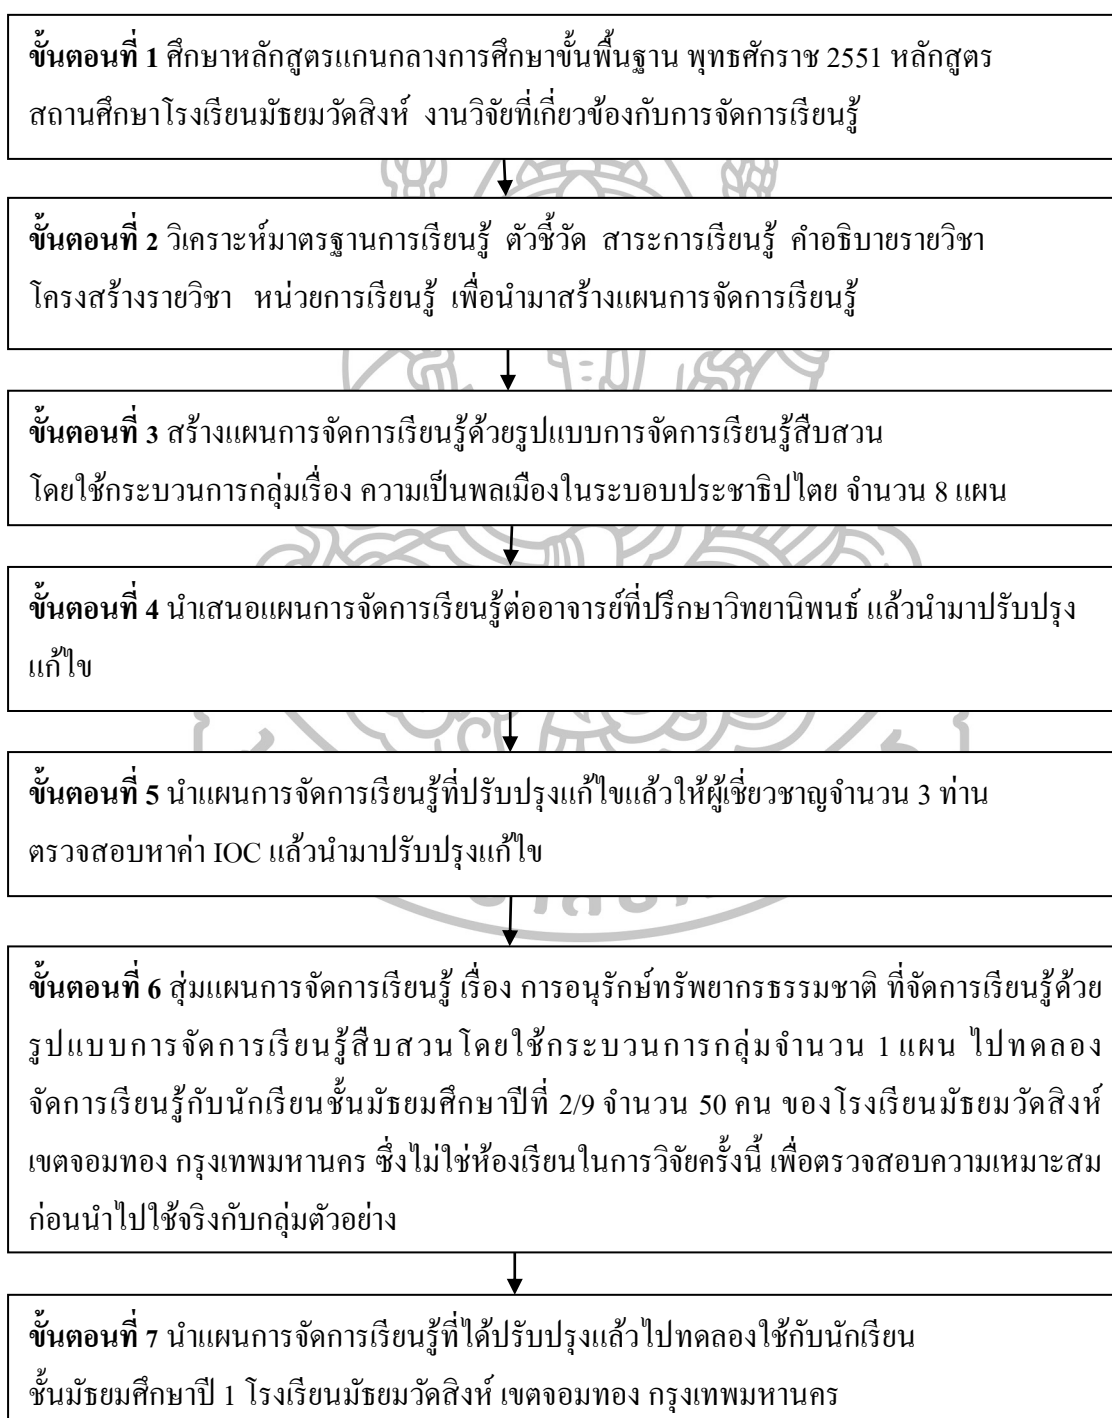 ขั้นตอนที่ 1 ศึกษาหลักสูตรแกนกลางการศึกษาขั้นพื้นฐาน พุทธศักราช 2551 หลักสูตร
สถานศึกษาโรงเรียนมัธยมวัดสิงห์ งานวิจัยที่เกี่ยวข้องกับการจัดการเรียนรู้
ขั้นตอนที่ 2 วิเคราะห์มาตรฐานการเรียนรู้ ตัวชี้วัด สาระการเรียนรู้ คำอธิบายรายวิชา
โครงสร้างรายวิชา หน่วยการเรียนรู้ เพื่อนำมาสร้างแผนการจัดการเรียนรู้
ขั้นตอนที่ 3 สร้างแผนการจัดการเรียนรู้ด้วยรูปแบบการจัดการเรียนรู้สืบสวน
โดยใช้กระบวนการกลุ่มเรื่อง ความเป็นพลเมืองในระบอบประชาธิปไตย จำนวน 8 แผน
ขั้นตอนที่ 4 นำเสนอแผนการจัดการเรียนรู้ต่ออาจารย์ที่ปรึกษาวิทยานิพนธ์ แล้วนำมาปรับปรุง
แก้ไข
ขั้นตอนที่ 5 นำแผนการจัดการเรียนรู้ที่ปรับปรุงแก้ไขแล้วให้ผู้เชี่ยวชาญจำนวน 3 ท่าน
ตรวจสอบหาค่า IOC แล้วนำมาปรับปรุงแก้ไข
ขั้นตอนที่ 6 สุ่มแผนการจัดการเรียนรู้ เรื่อง การอนุรักษ์ทรัพยากรธรรมชาติ ที่จัดการเรียนรู้ด้วย
รูปแบบการจัดการเรียนรู้สืบสวนโดยใช้กระบวนการกลุ่มจำนวน 1 แผน ไปทดลอง
จัดการเรียนรู้กับนักเรียนชั้นมัธยมศึกษาปีที่ 2/9 จำนวน 50 คน ของโรงเรียนมัธยมวัดสิงห์
เขตจอมทอง กรุงเทพมหานคร ซึ่งไม่ใช่ห้องเรียนในการวิจัยครั้งนี้ เพื่อตรวจสอบความเหมาะสม
ก่อนนำไปใช้จริงกับกลุ่มตัวอย่าง
ขั้นตอนที่ 7 นำแผนการจัดการเรียนรู้ที่ได้ปรับปรุงแล้วไปทดลองใช้กับนักเรียน
ชั้นมัธยมศึกษาปี 1 โรงเรียนมัธยมวัดสิงห์ เขตจอมทอง กรุงเทพมหานคร